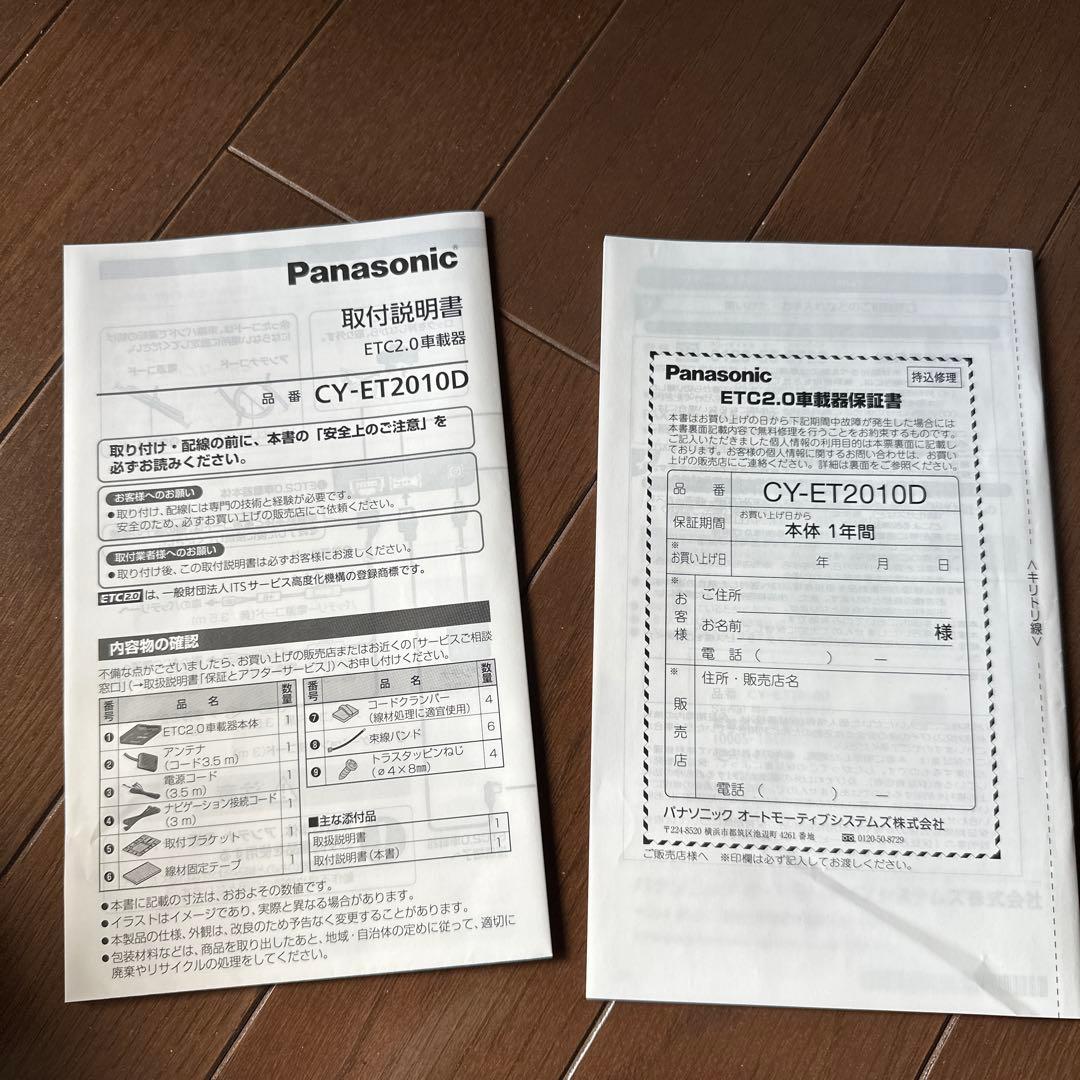 Panasonic
取付説明書
ETC2.0車載器
品番 CY-ET2010D
取り付け・配線の前に、本書の「安全上のご注意」を
必ずお読みください。
お客様へのお願い
●取り付け、配線には専門の技術と経験が必要です。
安全のため、必ずお買い上げの販売店にご依頼ください。
取付業者様へのお願い
●取り付け後、この取付説明書は必ずお客様にお渡しください。
ETC2.0 は、一般財団法人ITSサービス高度化機構の登録商標です。
内容物の確認
不備な点がございましたら、お買い上げの販売店またはお近くの「サービスご相談
窓口」(→取扱説明書「保証とアフターサービス」)へお申し付けください。
番号 品名 数量
❶ ETC2.0車載器本体 1
❷ アンテナ (コード3.5 m) 1
❸ 電源コード (3.5 m) 1
❹ ナビゲーション接続コード (3 m) 1
❺ 取付ブラケット 1
❻ 線材固定テープ 1
番号 品名 数量
❼ コードクランパー (線材処理に適宜使用) 4
❽ 束線バンド 6
❾ トラスタッピンねじ (ø4×8㎜) 4
■主な添付品
取扱説明書 1
取付説明書(本書) 1
●本書に記載の寸法は、おおよその数値です。
●イラストはイメージであり、実際と異なる場合があります。
●本製品の仕様、外観は、改良のため予告なく変更することがあります。
●包装材料などは、商品を取り出したあと、地域・自治体の定めに従って、適切に
廃棄やリサイクルの処理をしてください。
Panasonic 持込修理
ETC2.0車載器保証書
本書はお買い上げの日から下記期間中故障が発生した場合には
本書裏面記載内容で無料修理を行うことをお約束するものです。
ご記入いただきました個人情報の利用目的は本票裏面に記載し
ております。お客様の個人情報に関するお問い合わせは、お買い
上げの販売店にご連絡ください。詳細は裏面をご参照ください。
品番 CY-ET2010D
保証期間 お買い上げ日から
本体 1年間
※お買い上げ日 年 月 日
※お客様
ご住所
お名前 様
電話( ) ―
※販売店
住所・販売店名
電話( ) ―
パナソニック オートモーティブシステムズ株式会社
〒224-8520 横浜市都筑区池辺町 4261 番地 0120-50-8729
ご販売店様へ ※印欄は必ず記入してお渡しください。
<キリトリ線>